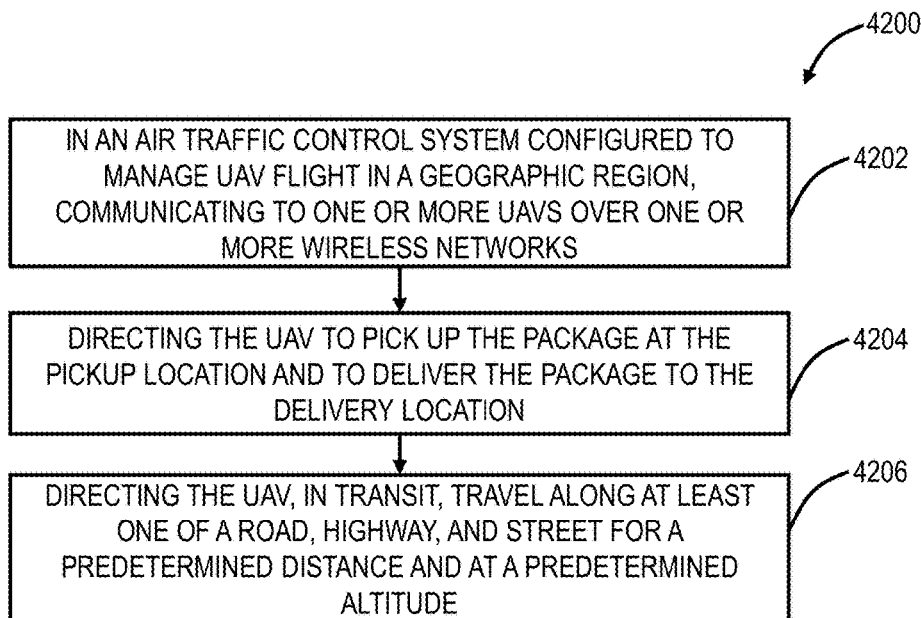 4200
IN AN AIR TRAFFIC CONTROL SYSTEM CONFIGURED TO
MANAGE UAV FLIGHT IN A GEOGRAPHIC REGION,
COMMUNICATING TO ONE OR MORE UAVS OVER ONE OR
MORE WIRELESS NETWORKS
4202
DIRECTING THE UAV TO PICK UP THE PACKAGE AT THE
PICKUP LOCATION AND TO DELIVER THE PACKAGE TO THE
DELIVERY LOCATION
4204
DIRECTING THE UAV, IN TRANSIT, TRAVEL ALONG AT LEAST
ONE OF A ROAD, HIGHWAY, AND STREET FOR A
PREDETERMINED DISTANCE AND AT A PREDETERMINED
ALTITUDE
4206